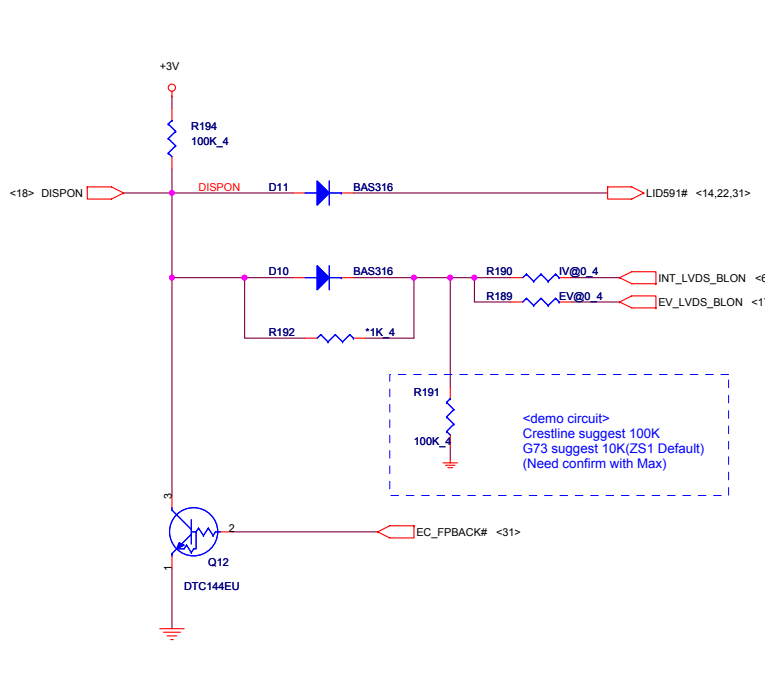 +3V
R194
100K_4
<18> DISPON
DISPON
D11
BAS316
LID591# <14,22,31>
D10
BAS316
R190
IV@0_4
INT_LVDS_BLON <6
R189
EV@0_4
EV_LVDS_BLON <1
R192
*1K_4
R191
100K_4
<demo circuit>
Crestline suggest 100K
G73 suggest 10K(ZS1 Default)
(Need confirm with Max)
3
2
EC_FPBACK# <31>
Q12
1
DTC144EU